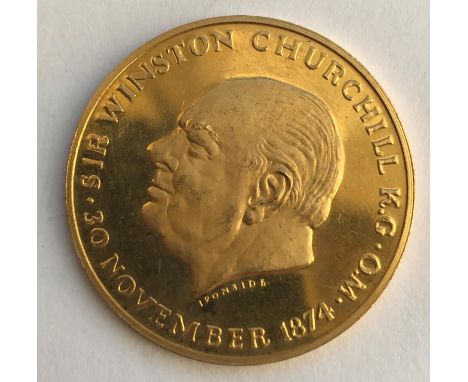 · SIR WINSTON CHURCHILL K.G · O.M ·
30 NOVEMBER 1874
IRONSIDE